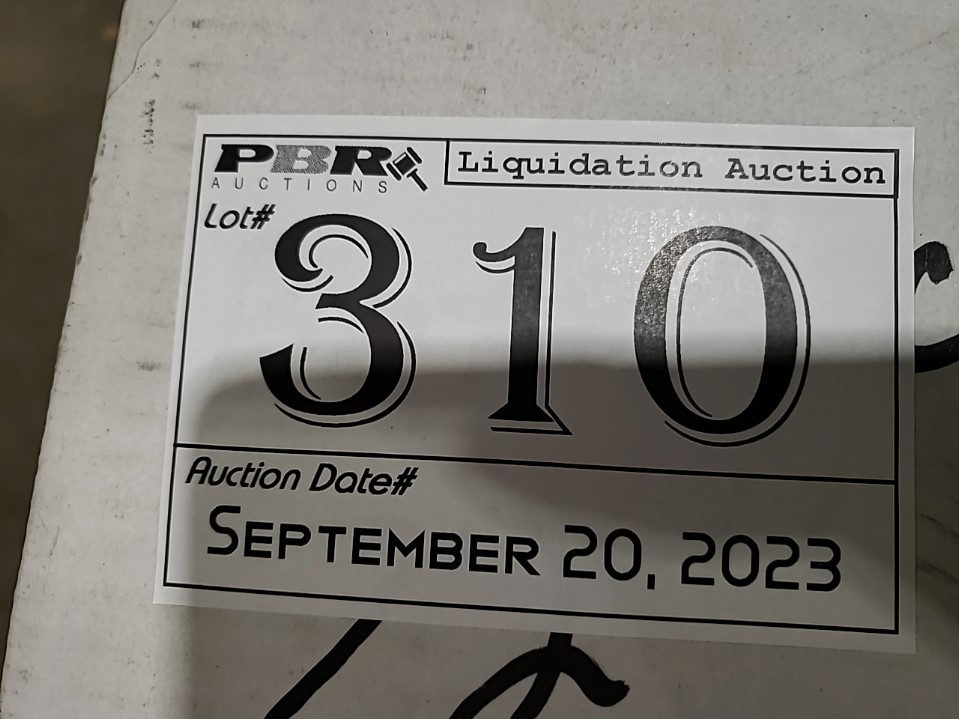 PBR
AUCTIONS
Liquidation Auction
Lot#
310
Auction Date#
September 20, 2023